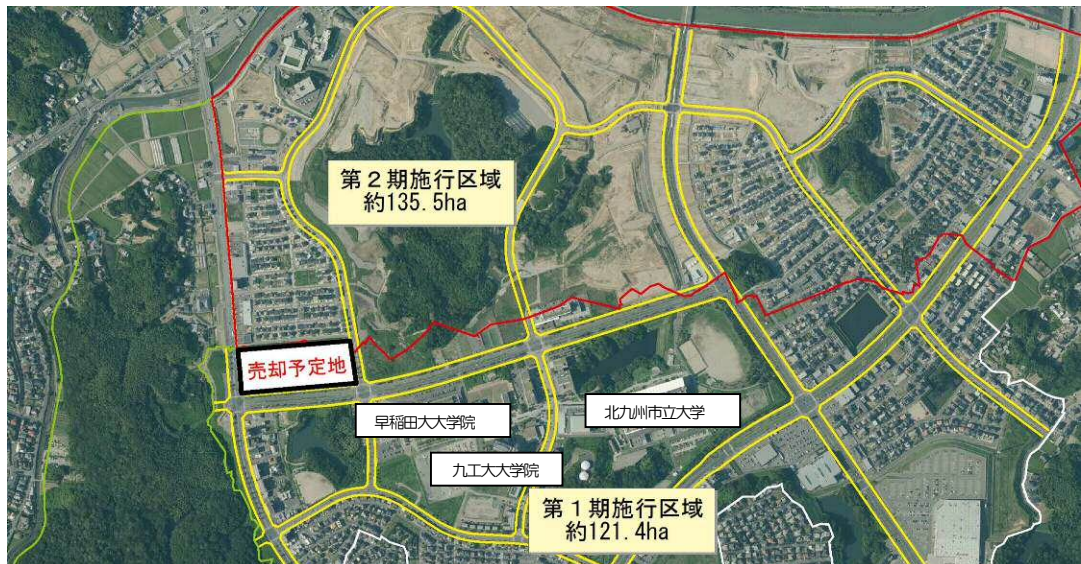 第２期施行区域
約135.5ha
売却予定地
早稲田大大学院
北九州市立大学
九工大大学院
第１期施行区域
約121.4ha